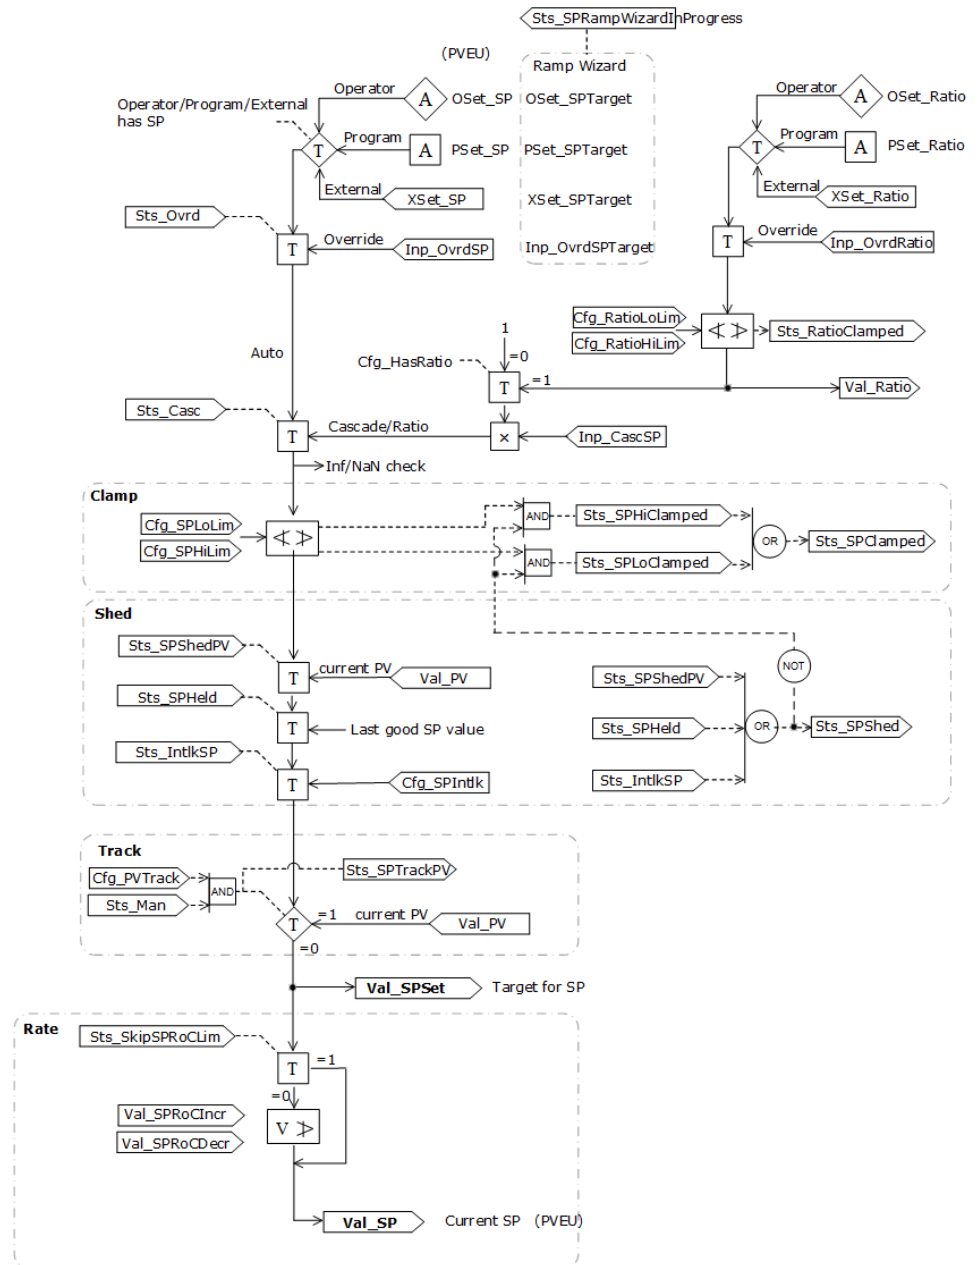 Sts_SPRampWizardInProgress
(PVEU)
Ramp Wizard
Operator
A
OSet_SP
OSet_SPTarget
Operator
A
OSet_Ratio
Operator/Program/External
has SP
T
Program
A
PSet_SP
PSet_SPTarget
T
Program
A
PSet_Ratio
External
XSet_SP
XSet_SPTarget
External
XSet_Ratio
Sts_Ovrd
T
Override
Inp_OvrdSP
Inp_OvrdSPTarget
T
Override
Inp_OvrdRatio
Cfg_RatioLoLim
Cfg_RatioHiLim
Sts_RatioClamped
1
=0
Auto
Cfg_HasRatio
T
=1
Val_Ratio
Sts_Casc
T
Cascade/Ratio
×
Inp_CascSP
Inf/NaN check
Clamp
Cfg_SPLoLim
Cfg_SPHiLim
AND
Sts_SPHiClamped
AND
Sts_SPLoClamped
OR
Sts_SPClamped
Shed
Sts_SPShedPV
T
current PV
Val_PV
NOT
Sts_SPShedPV
Sts_SPHeld
T
Last good SP value
Sts_SPHeld
OR
Sts_SPShed
Sts_IntlkSP
T
Cfg_SPIntlk
Sts_IntlkSP
Track
Cfg_PVTrack
Sts_Man
AND
Sts_SPTrackPV
T
=1
current PV
Val_PV
=0
Val_SPSet
Target for SP
Rate
Sts_SkipSPRoCLim
T
=1
=0
Val_SPRoCIncr
Val_SPRoCDecr
V
Val_SP
Current SP (PVEU)